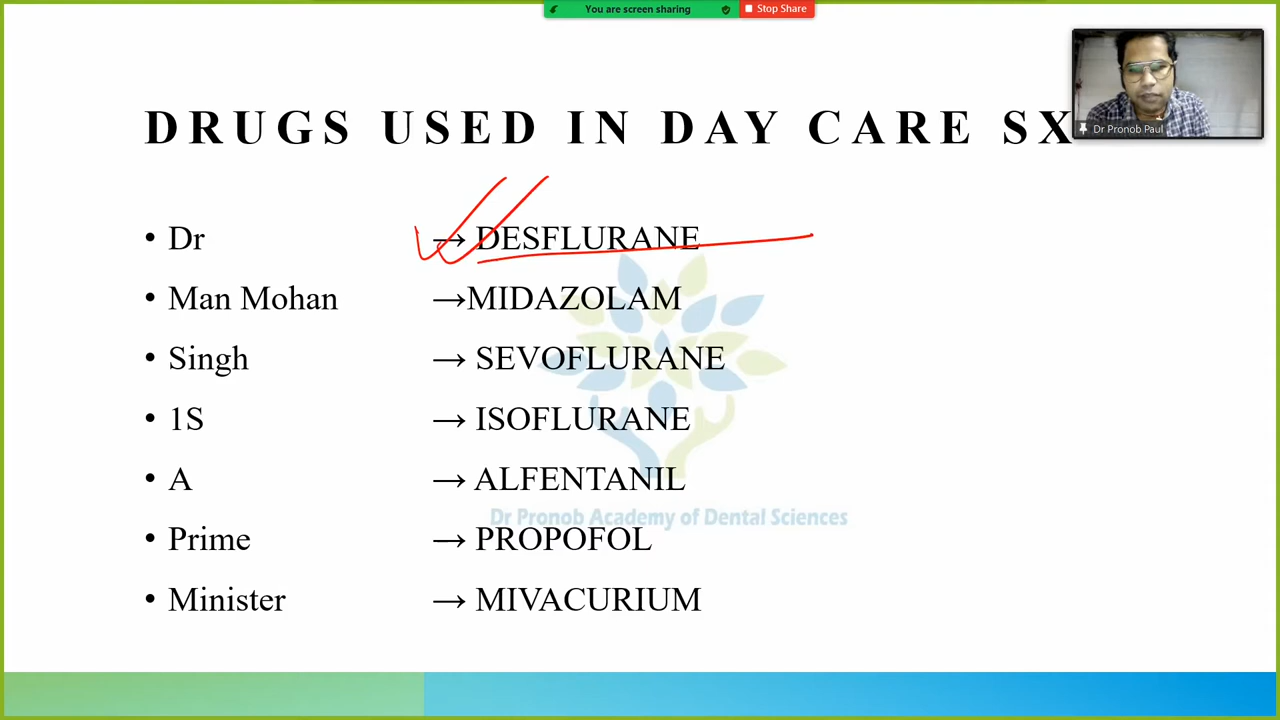 You are screen sharing Stop Share
DRUGS USED IN DAY CARE SX
Dr Pronob Paul
• Dr → DESFLURANE
• Man Mohan →MIDAZOLAM
• Singh → SEVOFLURANE
• 1S → ISOFLURANE
• A → ALFENTANIL
Dr Pronob Academy of Dental Sciences
• Prime → PROPOFOL
• Minister → MIVACURIUM